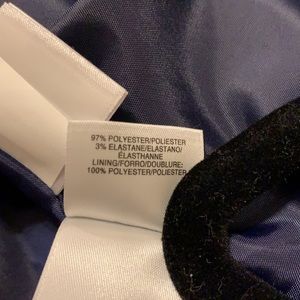 97% POLYESTER/POLIESTER
3% ELASTANE/ELASTANO/
ÉLASTHANNE
LINING/FORRO/DOUBLURE:
100% POLYESTER/POLIESTER